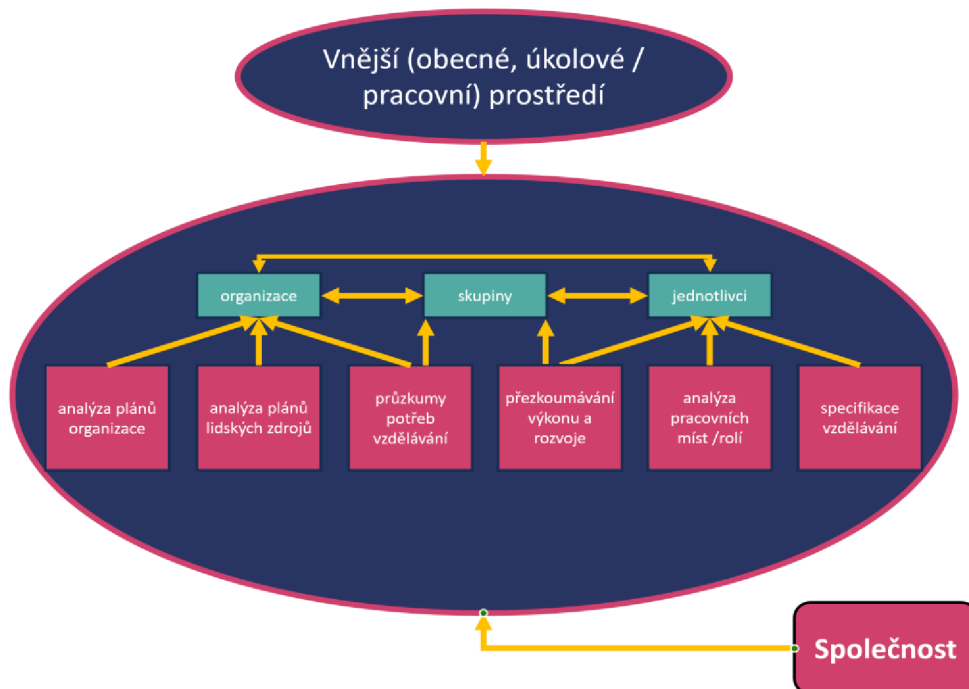 Vnější (obecné, úkolové /
pracovní) prostředí
organizace
skupiny
jednotlivci
analýza plánů
organizace
analýza plánů
lidských zdrojů
průzkumy
potřeb
vzdělávání
přezkoumávání
výkonu a
rozvoje
analýza
pracovních
míst /rolí
specifikace
vzdělávání
Společnost